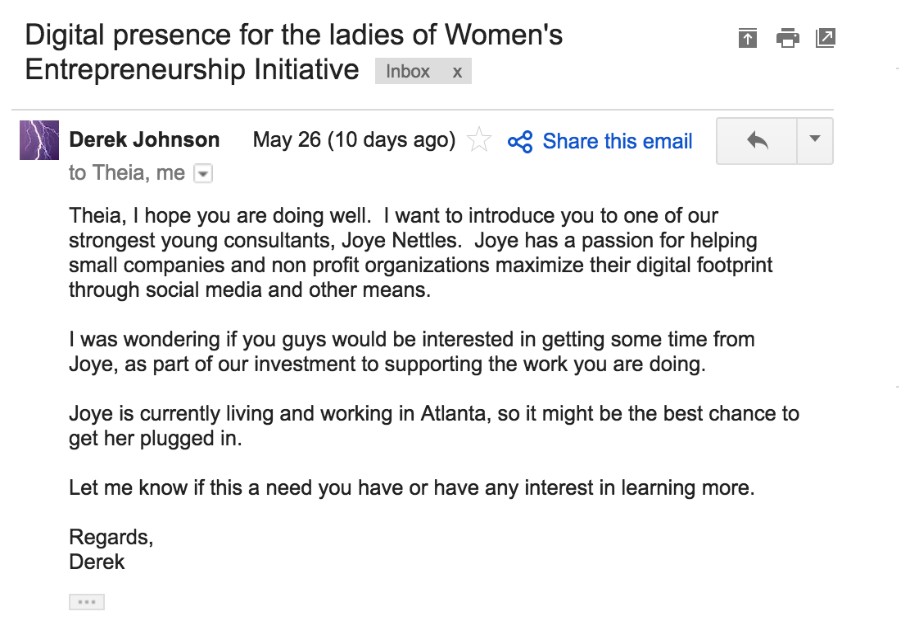 Digital presence for the ladies of Women's
Entrepreneurship Initiative Inbox x
Derek Johnson May 26 (10 days ago) Share this email
to Theia, me
Theia, I hope you are doing well.  I want to introduce you to one of our
strongest young consultants, Joye Nettles.  Joye has a passion for helping
small companies and non profit organizations maximize their digital footprint
through social media and other means.
I was wondering if you guys would be interested in getting some time from
Joye, as part of our investment to supporting the work you are doing.
Joye is currently living and working in Atlanta, so it might be the best chance to
get her plugged in.
Let me know if this a need you have or have any interest in learning more.
Regards,
Derek